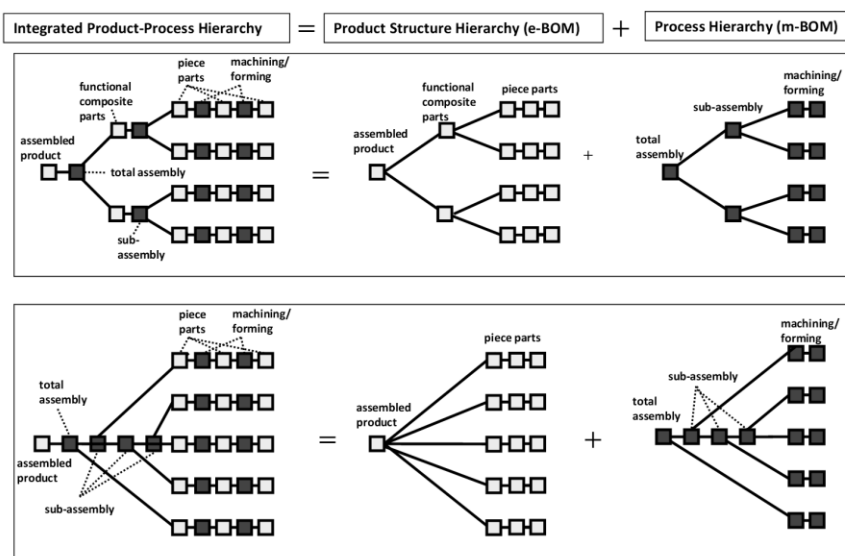 Integrated Product-Process Hierarchy = Product Structure Hierarchy (e-BOM) + Process Hierarchy (m-BOM)
piece
parts
machining/
forming
functional
composite
parts
assembled
product
total assembly
sub-
assembly
=
functional
composite
parts
piece parts
assembled
product
+
machining/
forming
sub-assembly
total
assembly
piece
parts
machining/
forming
total
assembly
assembled
product
sub-assembly
=
piece parts
assembled
product
+
machining/
forming
sub-assembly
total
assembly